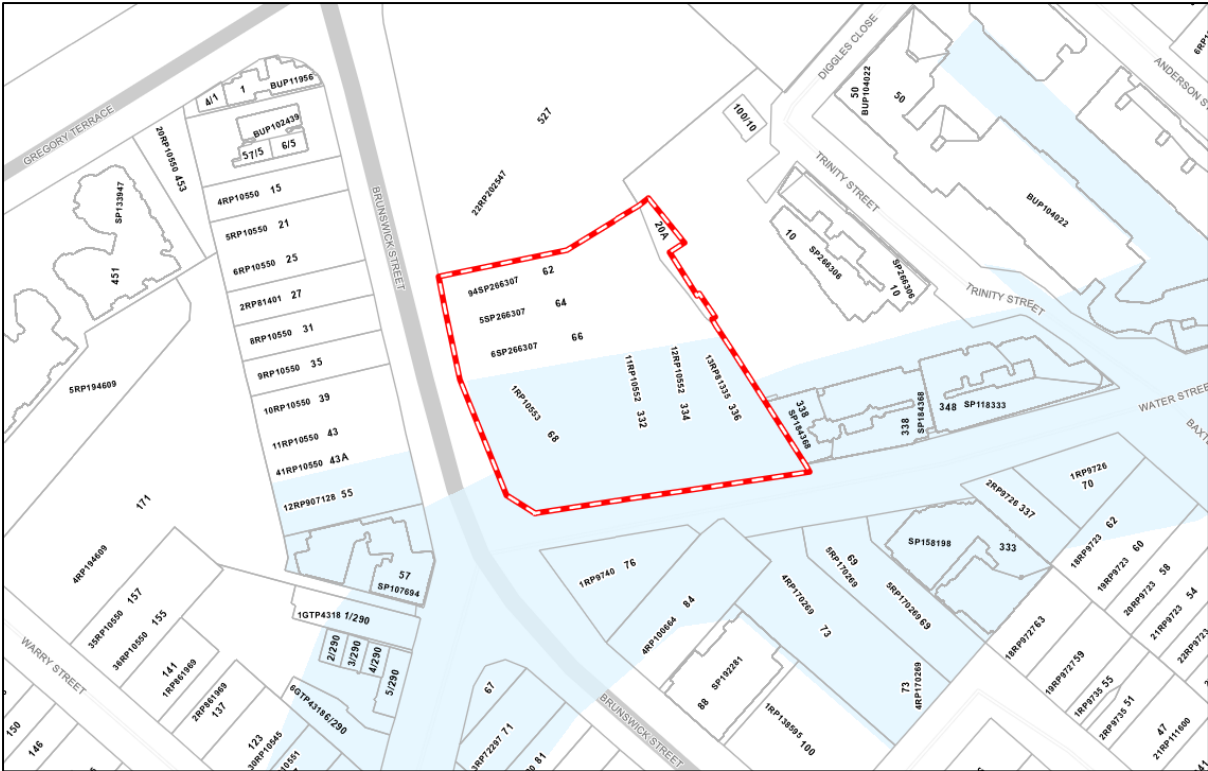 GREGORY TERRACE
20RP10550 453
4/1
1
BUP11956
BUP102439
57/5
6/5
SP133947
451
4RP10550 15
5RP10550 21
6RP10550 25
2RP81401 27
8RP10550 31
9RP10550 35
10RP10550 39
11RP10550 43
41RP10550 43A
12RP907128 55
57
SP107694
1GTP4318 1/290
2/290
3/290
4/290
5/290
6GTP4318 6/290
5RP194609
171
4RP194609
35RP10550 157
36RP10550 155
141
1RP861969
2RP861969
137
123
30RP10545
WARRY STREET
150
146
BRUNSWICK STREET
527
22RP202547
20A
94SP266307 62
5SP266307 64
6SP266307 66
1RP10553 68
11RP10552 332
12RP10552 334
13RP81335 336
100/10
DIGGLES CLOSE
50
BUP104022
50
TRINITY STREET
BUP104022
10
SP266306
SP266306
10
TRINITY STREET
338
SP184368
338
SP184368
348 SP118333
WATER STREET
1RP9740 76
4RP100664 84
SP192281
88
1RP138595 100
4RP170269 73
69
5RP170269
5RP170269 69
73
4RP170269
SP158198
333
2RP9726 337
1RP9726
70
18RP9723 62
19RP9723 60
20RP9723 58
21RP9723 54
22RP9723
18RP972763
19RP972759
1RP9735 55
2RP9735 51
47
21RP111600
BRUNSWICK STREET
67
3RP72297 71
81